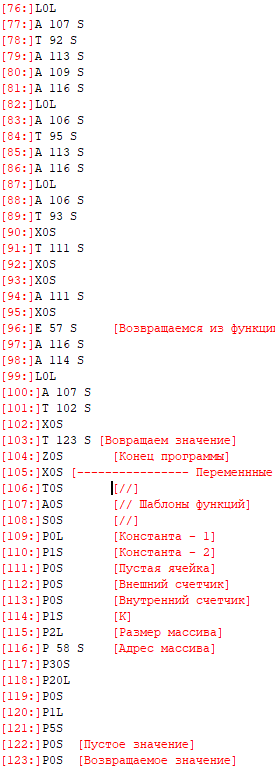 [76:]L0L
[77:]A 107 S
[78:]T 92 S
[79:]A 113 S
[80:]A 109 S
[81:]A 116 S
[82:]L0L
[83:]A 106 S
[84:]T 95 S
[85:]A 113 S
[86:]A 116 S
[87:]L0L
[88:]A 106 S
[89:]T 93 S
[90:]X0S
[91:]T 111 S
[92:]X0S
[93:]X0S
[94:]A 111 S
[95:]X0S
[96:]E 57 S [Возвращаемся из функци
[97:]A 116 S
[98:]A 114 S
[99:]L0L
[100:]A 107 S
[101:]T 102 S
[102:]X0S
[103:]T 123 S [Вовращаем значение]
[104:]Z0S [Конец программы]
[105:]X0S [---------------- Переменнные
[106:]T0S [//]
[107:]A0S [// Шаблоны функций]
[108:]S0S [//]
[109:]P0L [Константа - 1]
[110:]P1S [Константа - 2]
[111:]P0S [Пустая ячейка]
[112:]P0S [Внешний счетчик]
[113:]P0S [Внутренний счетчик]
[114:]P1S [K]
[115:]P2L [Размер массива]
[116:]P 58 S [Адрес массива]
[117:]P30S
[118:]P20L
[119:]P0S
[120:]P1L
[121:]P5S
[122:]P0S [Пустое значение]
[123:]P0S [Возвращаемое значение]